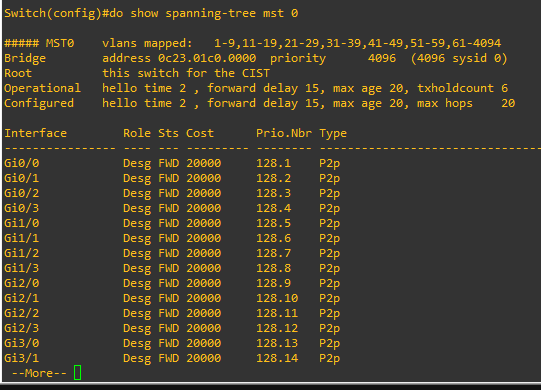 Switch(config)#do show spanning-tree mst 0
##### MST0    vlans mapped:   1-9,11-19,21-29,31-39,41-49,51-59,61-4094
Bridge        address 0c23.01c0.0000  priority      4096  (4096 sysid 0)
Root          this switch for the CIST
Operational   hello time 2 , forward delay 15, max age 20, txholdcount 6
Configured    hello time 2 , forward delay 15, max age 20, max hops    20
Interface        Role Sts Cost      Prio.Nbr Type
---------------- ---- --- --------- -------- --------------------------------
Gi0/0            Desg FWD 20000     128.1    P2p
Gi0/1            Desg FWD 20000     128.2    P2p
Gi0/2            Desg FWD 20000     128.3    P2p
Gi0/3            Desg FWD 20000     128.4    P2p
Gi1/0            Desg FWD 20000     128.5    P2p
Gi1/1            Desg FWD 20000     128.6    P2p
Gi1/2            Desg FWD 20000     128.7    P2p
Gi1/3            Desg FWD 20000     128.8    P2p
Gi2/0            Desg FWD 20000     128.9    P2p
Gi2/1            Desg FWD 20000     128.10   P2p
Gi2/2            Desg FWD 20000     128.11   P2p
Gi2/3            Desg FWD 20000     128.12   P2p
Gi3/0            Desg FWD 20000     128.13   P2p
Gi3/1            Desg FWD 20000     128.14   P2p
--More--